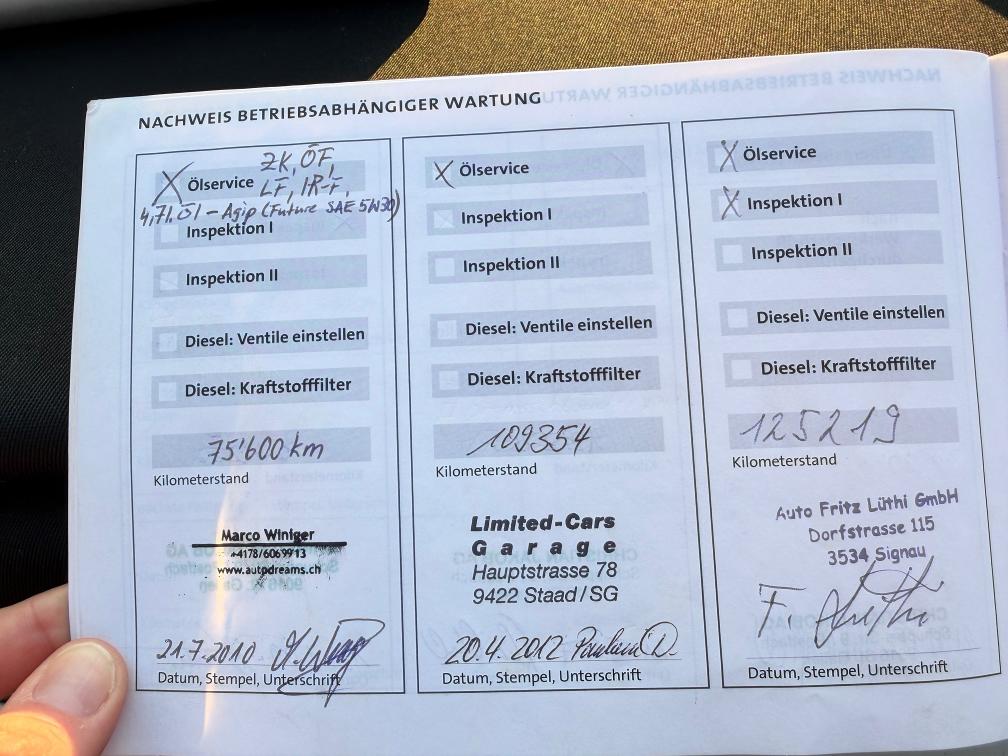 NACHWEIS BETRIEBSABHÄNGIGER WARTUNG
Ölservice ZK, ÖF,
LF, IRF,
4,7l Öl - Agip (Future SAE 5W30)
Inspektion I
Inspektion II
Diesel: Ventile einstellen
Diesel: Kraftstofffilter
75'600 km
Kilometerstand
Marco Winiger
+4178/6069913
www.autodreams.ch
21.7.2010
Datum, Stempel, Unterschrift
X Ölservice
Inspektion I
Inspektion II
Diesel: Ventile einstellen
Diesel: Kraftstofffilter
109354
Kilometerstand
Limited-Cars
Garage
Hauptstrasse 78
9422 Staad/SG
20.4.2012
Datum, Stempel, Unterschrift
X Ölservice
X Inspektion I
Inspektion II
Diesel: Ventile einstellen
Diesel: Kraftstofffilter
125219
Kilometerstand
Auto Fritz Lüthi GmbH
Dorfstrasse 115
3534 Signau
F. Lüthi
Datum, Stempel, Unterschrift